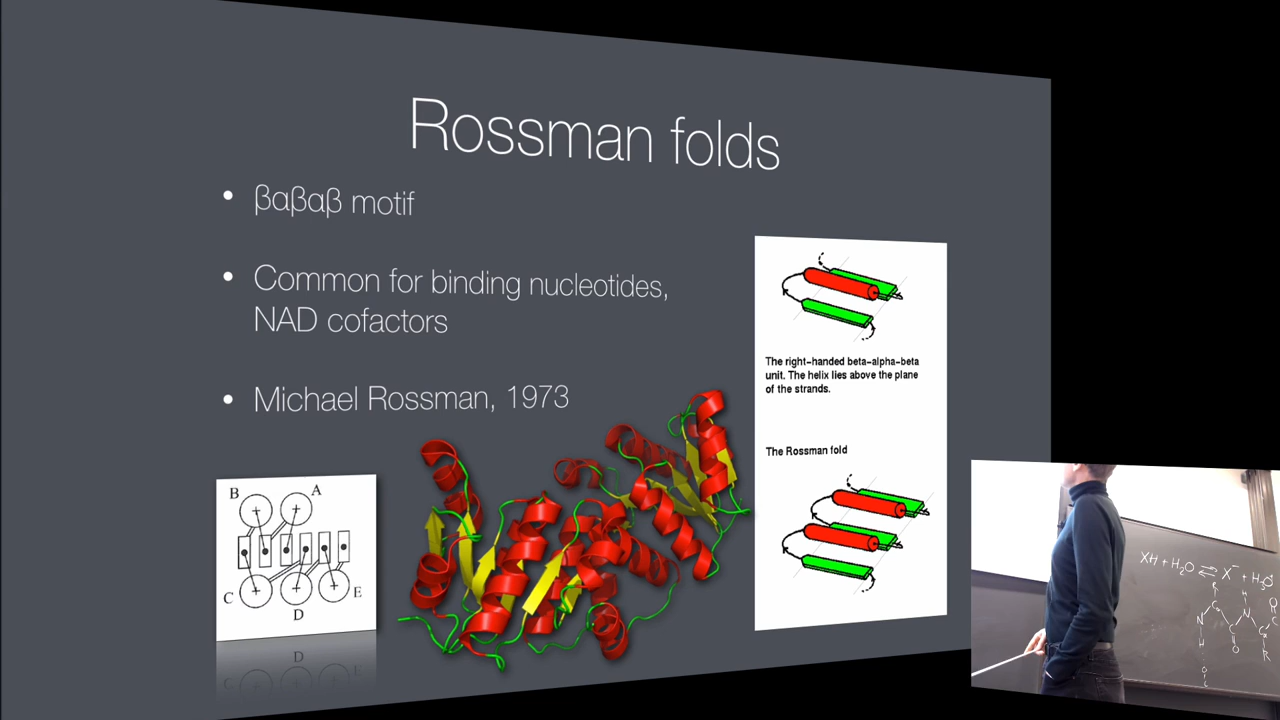 Rossman folds
• βαβαβ motif
• Common for binding nucleotides,
NAD cofactors
• Michael Rossman, 1973
B A
C D E
D
C E
The right-handed beta-alpha-beta
unit. The helix lies above the plane
of the strands.
The Rossman fold
XH + H₂O ⇌ X⁻ + H₃O
R H O
C N C
N C C
H O R
O